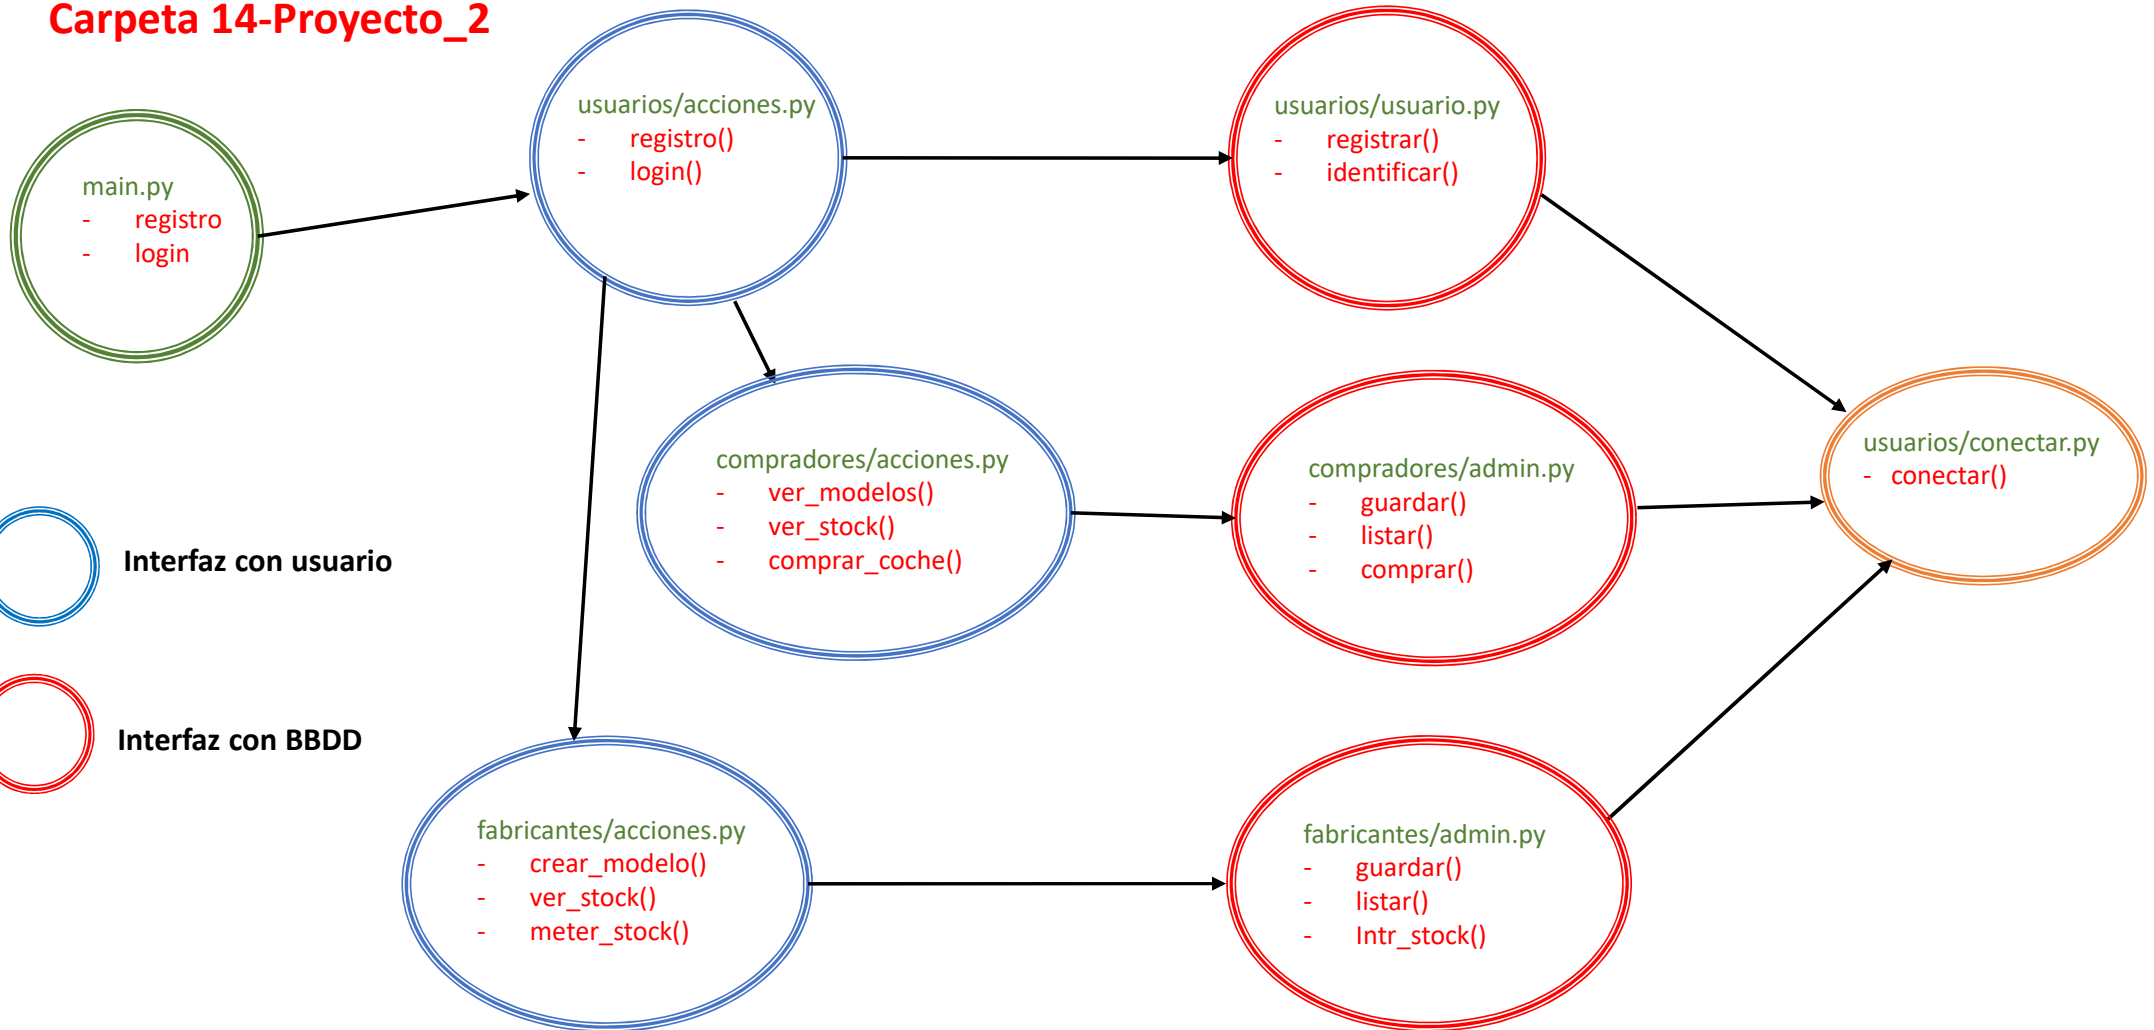 Carpeta 14-Proyecto_2
main.py
- registro
- login
usuarios/acciones.py
- registro()
- login()
usuarios/usuario.py
- registrar()
- identificar()
compradores/acciones.py
- ver_modelos()
- ver_stock()
- comprar_coche()
compradores/admin.py
- guardar()
- listar()
- comprar()
usuarios/conectar.py
- conectar()
Interfaz con usuario
Interfaz con BBDD
fabricantes/acciones.py
- crear_modelo()
- ver_stock()
- meter_stock()
fabricantes/admin.py
- guardar()
- listar()
- Intr_stock()